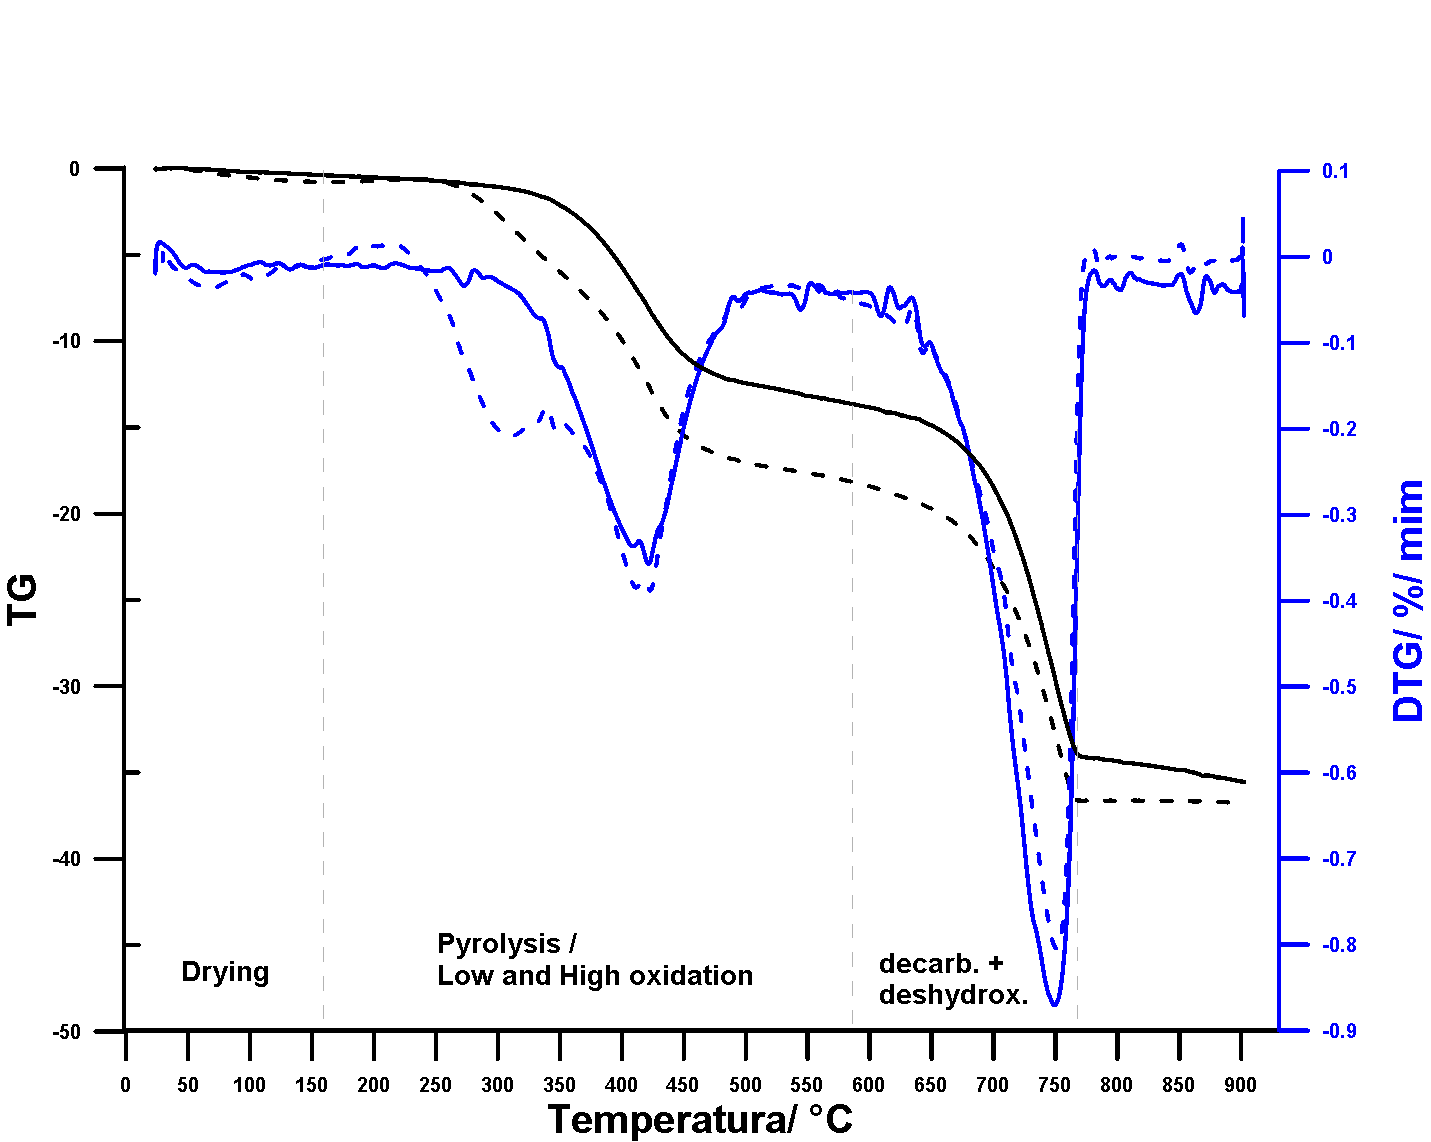 0
-10
-20
-30
-40
-50
TG
0.1
0
-0.1
-0.2
-0.3
-0.4
-0.5
-0.6
-0.7
-0.8
-0.9
DTG/ %/ mim
Drying
Pyrolysis /
Low and High oxidation
decarb. +
deshydrox.
0 50 100 150 200 250 300 350 400 450 500 550 600 650 700 750 800 850 900
Temperatura/ °C